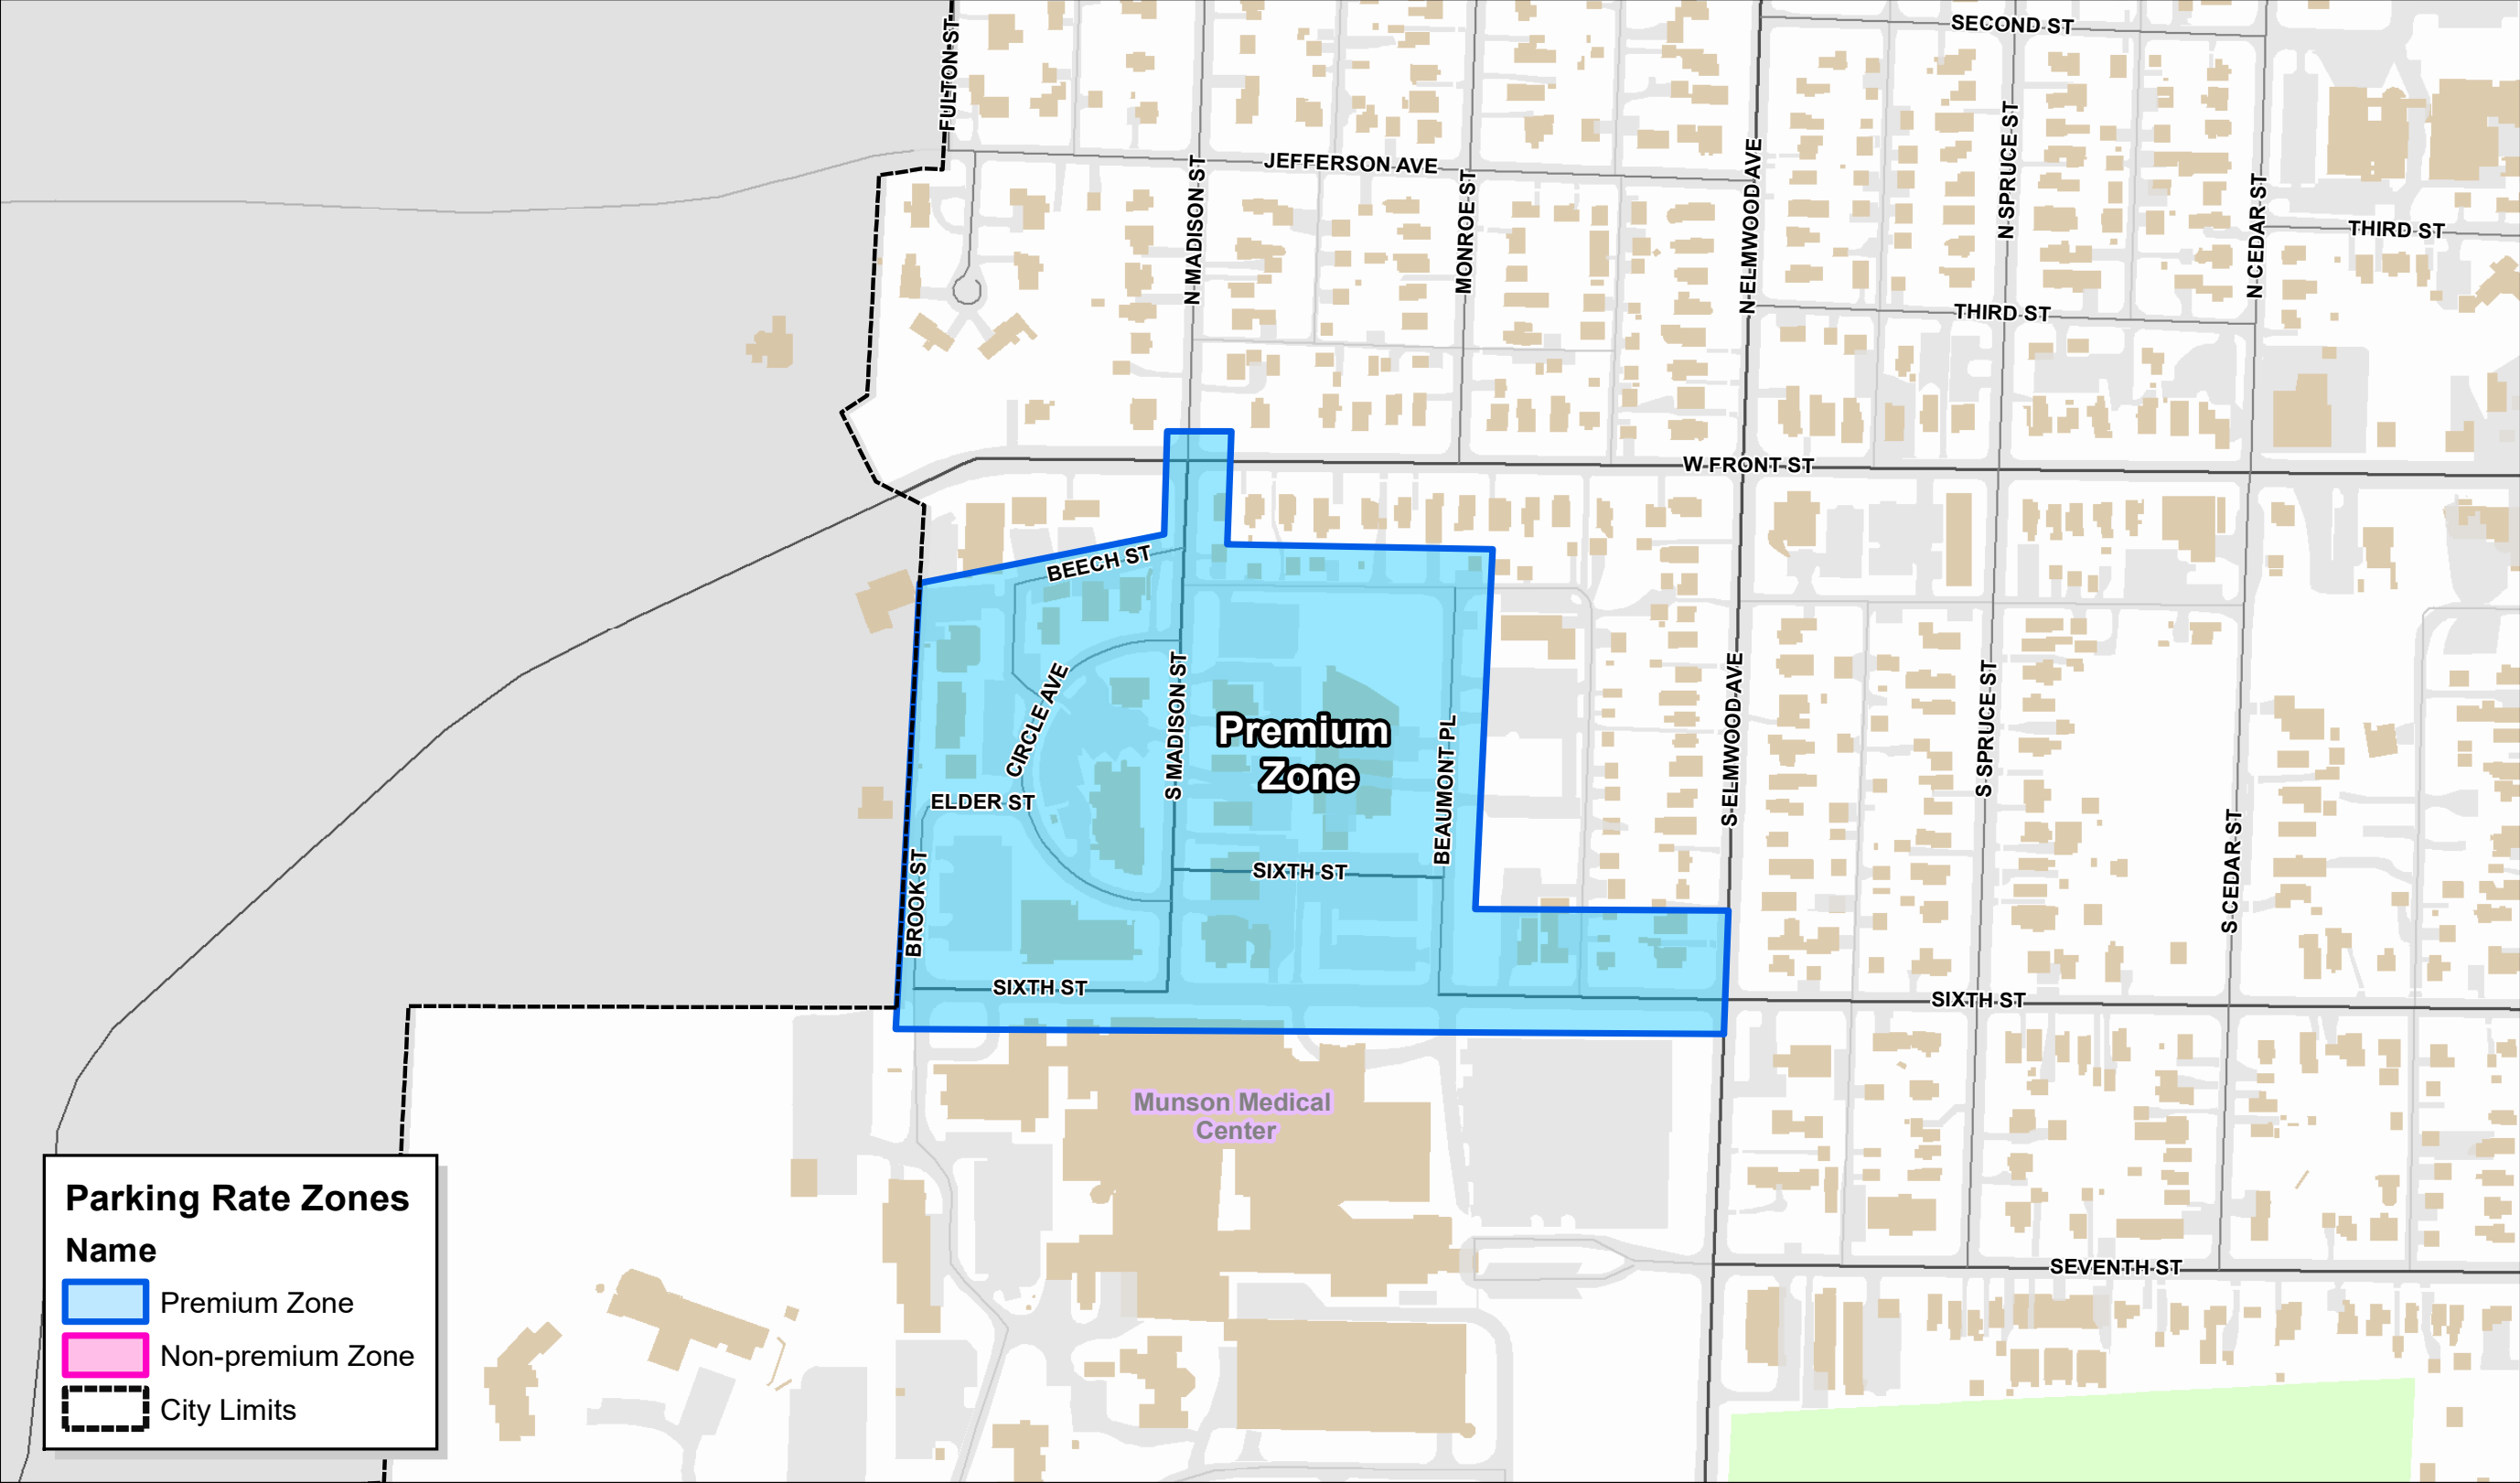 FULTON ST
SECOND ST
JEFFERSON AVE
N MADISON ST
MONROE ST
N ELMWOOD AVE
N SPRUCE ST
N CEDAR ST
THIRD ST
THIRD ST
W FRONT ST
BEECH ST
CIRCLE AVE
S MADISON ST
Premium
Zone
BEAUMONT PL
S ELMWOOD AVE
S SPRUCE ST
S CEDAR ST
ELDER ST
BROOK ST
SIXTH ST
SIXTH ST
SIXTH ST
Munson Medical
Center
SEVENTH ST
Parking Rate Zones
Name
Premium Zone
Non-premium Zone
City Limits